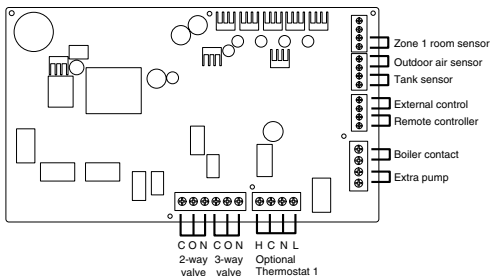 Zone 1 room sensor
Outdoor air sensor
Tank sensor
External control
Remote controller
Boiler contact
Extra pump
C O N C O N H C N L
2-way 3-way Optional
valve valve Thermostat 1